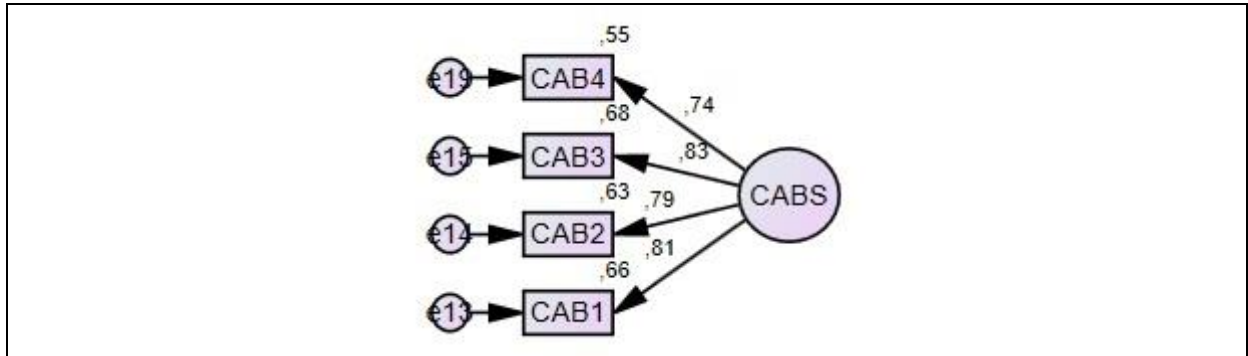 ,55
e19 CAB4
,74
,68
e15 CAB3
,83
CABS
,63
,79
e14 CAB2
,81
,66
e13 CAB1